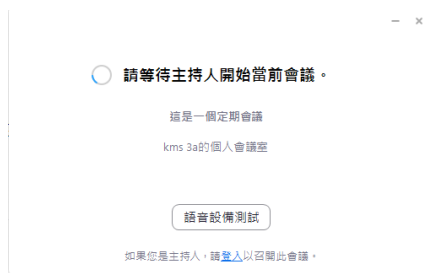 請等待主持人開始當前會議。
這是一個定期會議
kms 3a的個人會議室
語音設備測試
如果您是主持人，請登入以召開此會議。